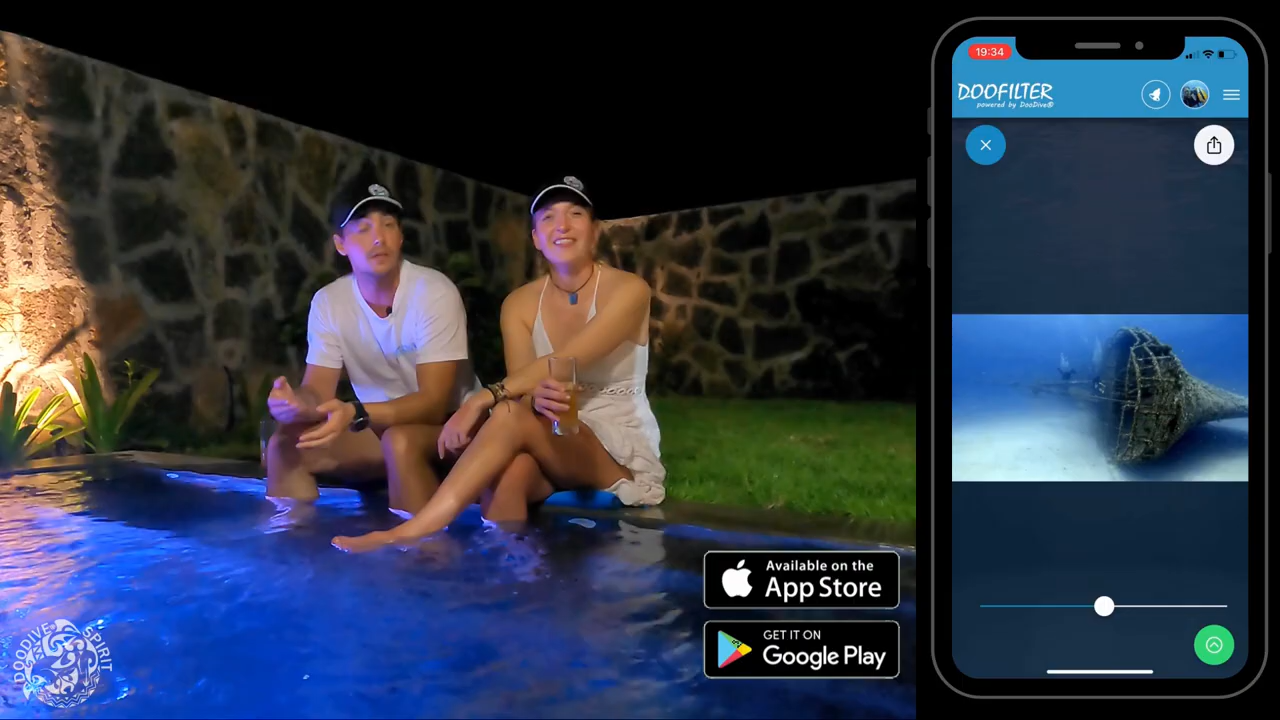 19:34
DOOFILTER
powered by DooDive®
Available on the
App Store
GET IT ON
Google Play
DOODIVE SPIRIT